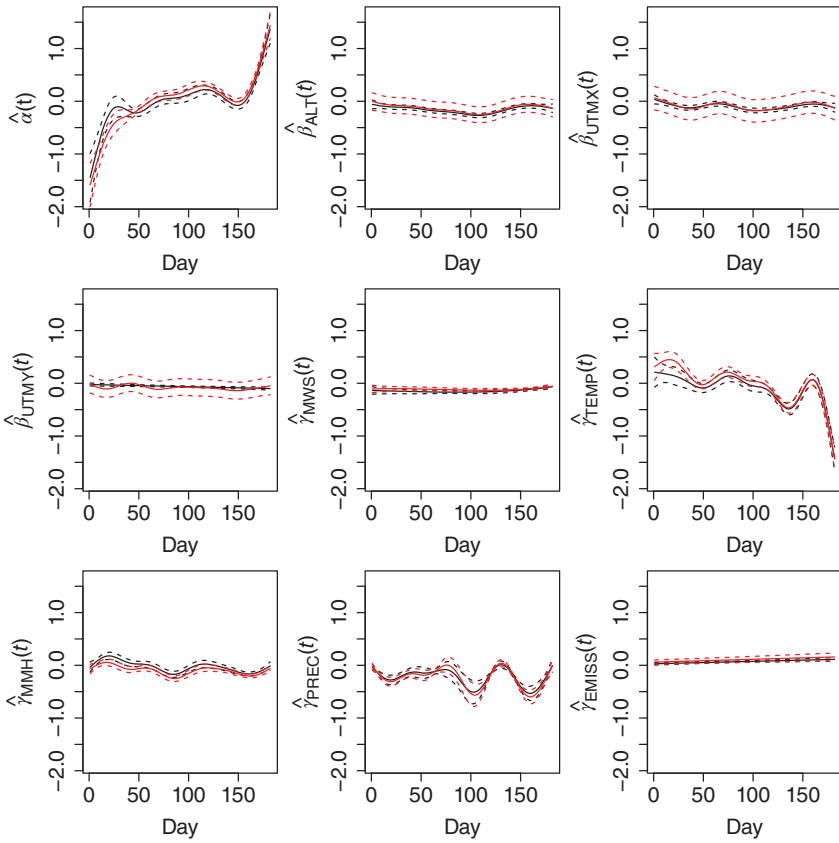 α̂(t)
1.0
0.0
−1.0
−2.0
0 50 100 150
Day
β̂ALT(t)
1.0
0.0
−1.0
−2.0
0 50 100 150
Day
β̂UTMX(t)
1.0
0.0
−1.0
−2.0
0 50 100 150
Day
β̂UTMY(t)
1.0
0.0
−1.0
−2.0
0 50 100 150
Day
γ̂MWS(t)
1.0
0.0
−1.0
−2.0
0 50 100 150
Day
γ̂TEMP(t)
1.0
0.0
−1.0
−2.0
0 50 100 150
Day
γ̂MMH(t)
1.0
0.0
−1.0
−2.0
0 50 100 150
Day
γ̂PREC(t)
1.0
0.0
−1.0
−2.0
0 50 100 150
Day
γ̂EMISS(t)
1.0
0.0
−1.0
−2.0
0 50 100 150
Day